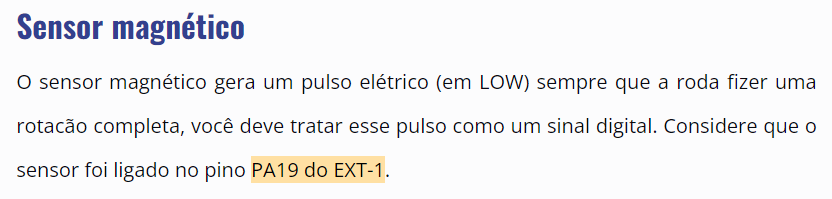 Sensor magnético
O sensor magnético gera um pulso elétrico (em LOW) sempre que a roda fizer uma
rotacão completa, você deve tratar esse pulso como um sinal digital. Considere que o
sensor foi ligado no pino PA19 do EXT-1.